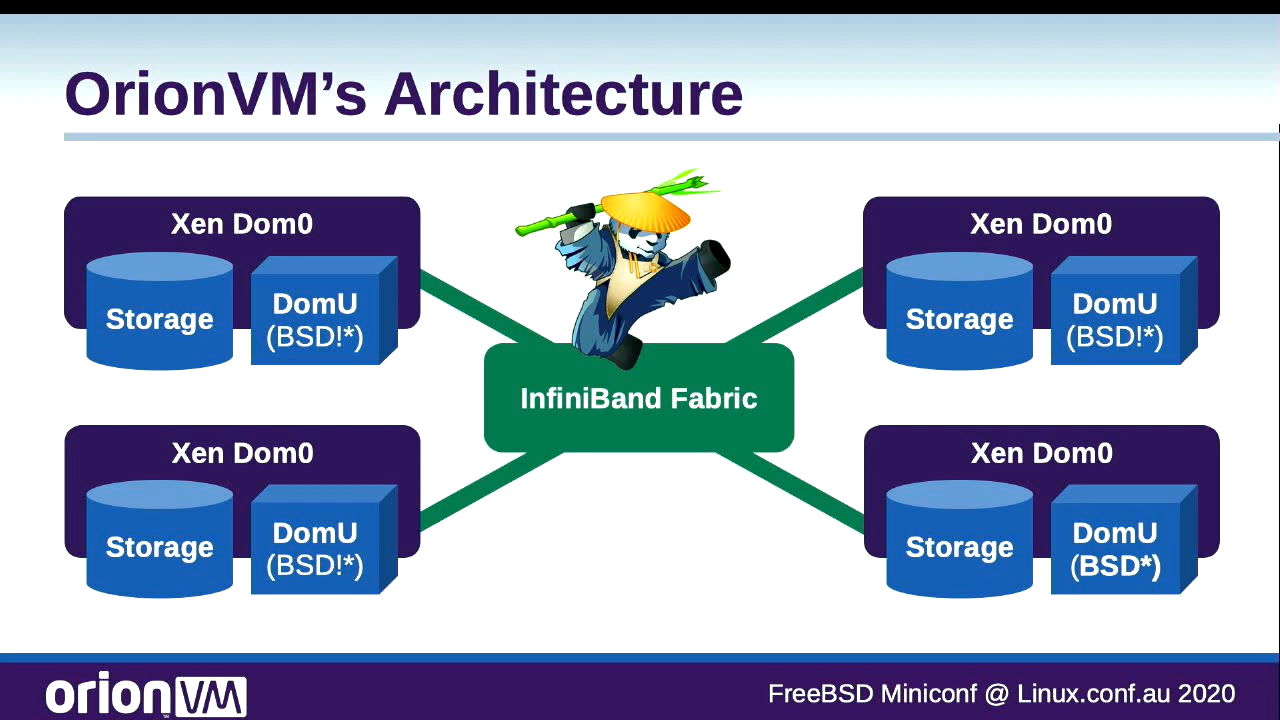 OrionVM’s Architecture
Xen Dom0
Storage
DomU
(BSD!*)
Xen Dom0
Storage
DomU
(BSD!*)
InfiniBand Fabric
Xen Dom0
Storage
DomU
(BSD!*)
Xen Dom0
Storage
DomU
(BSD*)
orionVM
FreeBSD Miniconf @ Linux.conf.au 2020